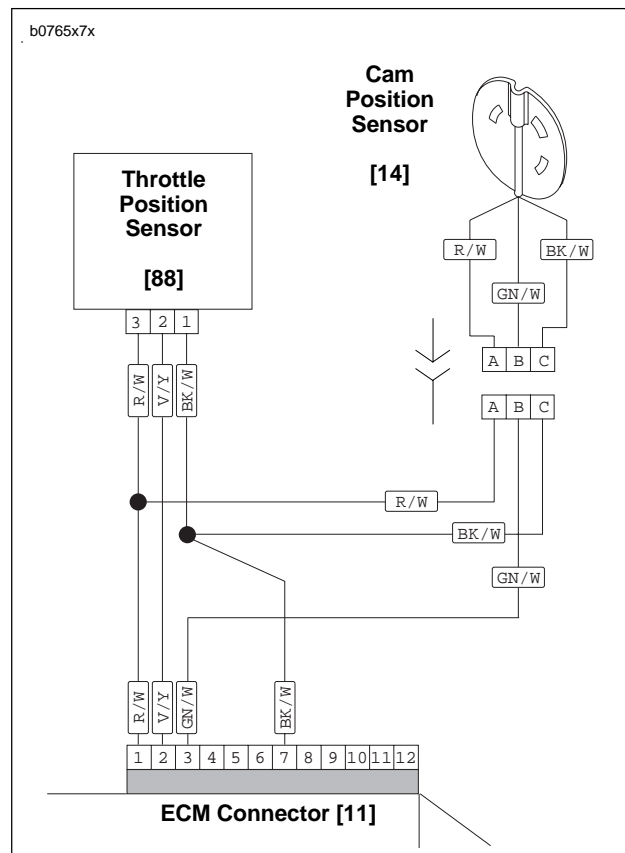 b0765x7x
Cam
Position
Sensor
[14]
Throttle
Position
Sensor
[88]
R/W
BK/W
GN/W
3 2 1
A B C
R/W
V/Y
BK/W
A B C
R/W
BK/W
GN/W
R/W
V/Y
GN/W
BK/W
1 2 3 4 5 6 7 8 9 10 11 12
ECM Connector [11]